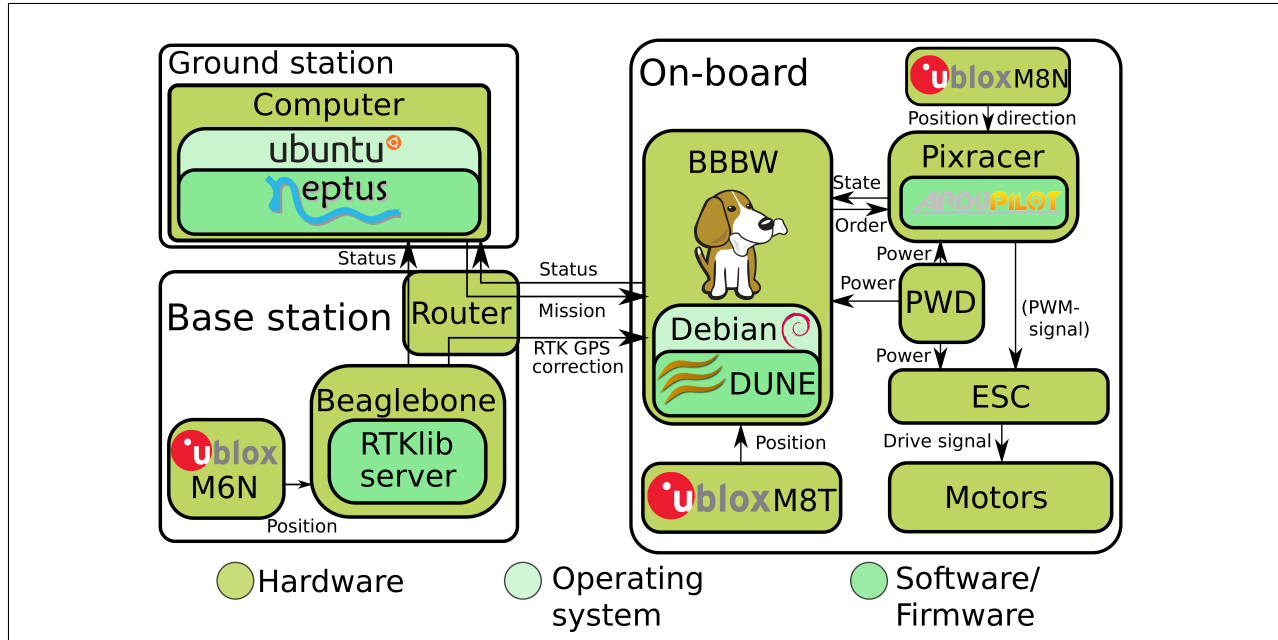 Ground station
Computer
ubuntu
neptus
Status
Base station
Router
Beaglebone
RTKlib
server
ublox
M6N
Position
Status
Mission
RTK GPS
correction
On-board
BBBW
Debian
DUNE
Position
ublox M8T
ublox M8N
Position direction
Pixracer
ARDUPILOT
State
Order
Power
Power
PWD
Power
(PWM-
signal)
ESC
Drive signal
Motors
Hardware
Operating
system
Software/
Firmware